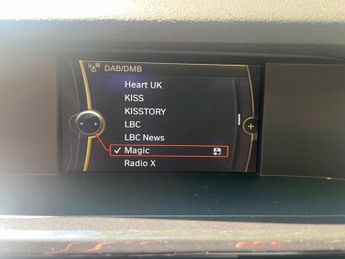 DAB/DMB
Heart UK
KISS
KISSTORY
LBC
LBC News
Magic
Radio X